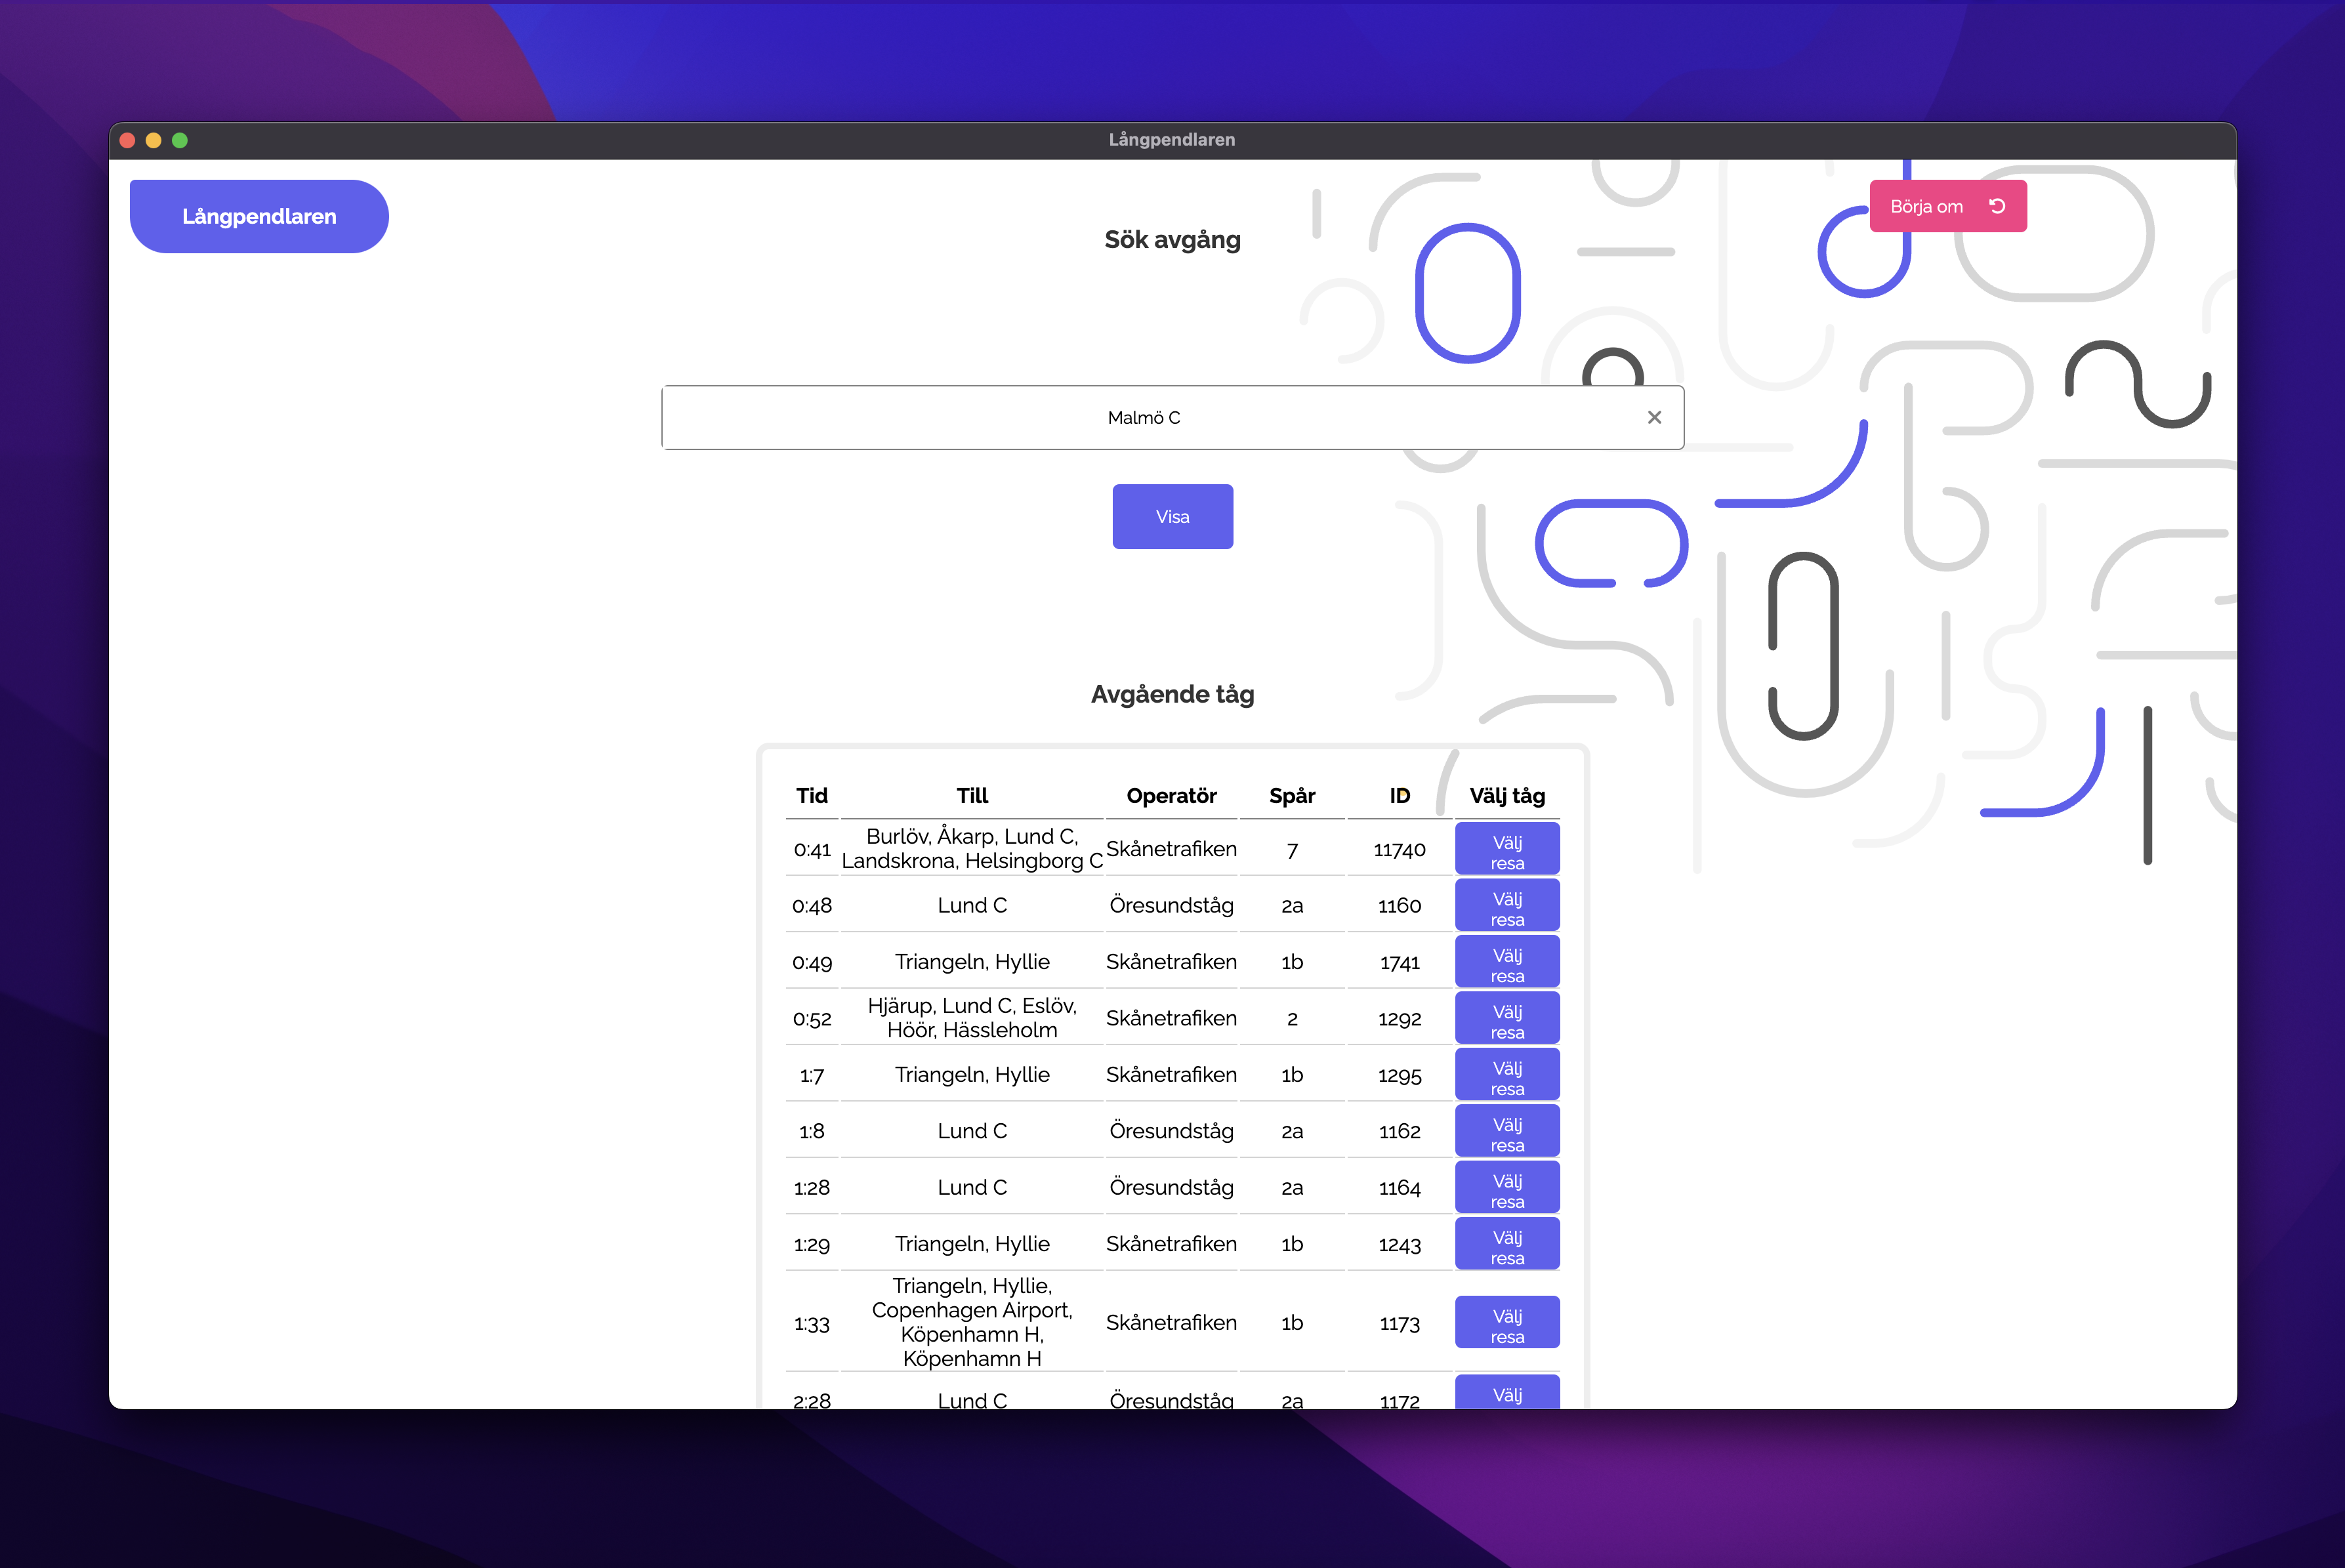 Långpendlaren
Långpendlaren
Börja om
Sök avgång
Malmö C
Visa
Avgående tåg
Tid Till Operatör Spår ID Välj tåg
0:41 Burlöv, Åkarp, Lund C, Landskrona, Helsingborg C Skånetrafiken 7 11740 Välj resa
0:48 Lund C Öresundståg 2a 1160 Välj resa
0:49 Triangeln, Hyllie Skånetrafiken 1b 1741 Välj resa
0:52 Hjärup, Lund C, Eslöv, Höör, Hässleholm Skånetrafiken 2 1292 Välj resa
1:7 Triangeln, Hyllie Skånetrafiken 1b 1295 Välj resa
1:8 Lund C Öresundståg 2a 1162 Välj resa
1:28 Lund C Öresundståg 2a 1164 Välj resa
1:29 Triangeln, Hyllie Skånetrafiken 1b 1243 Välj resa
1:33 Triangeln, Hyllie, Copenhagen Airport, Köpenhamn H, Köpenhamn H Skånetrafiken 1b 1173 Välj resa
2:28 Lund C Öresundståg 2a 1172 Välj